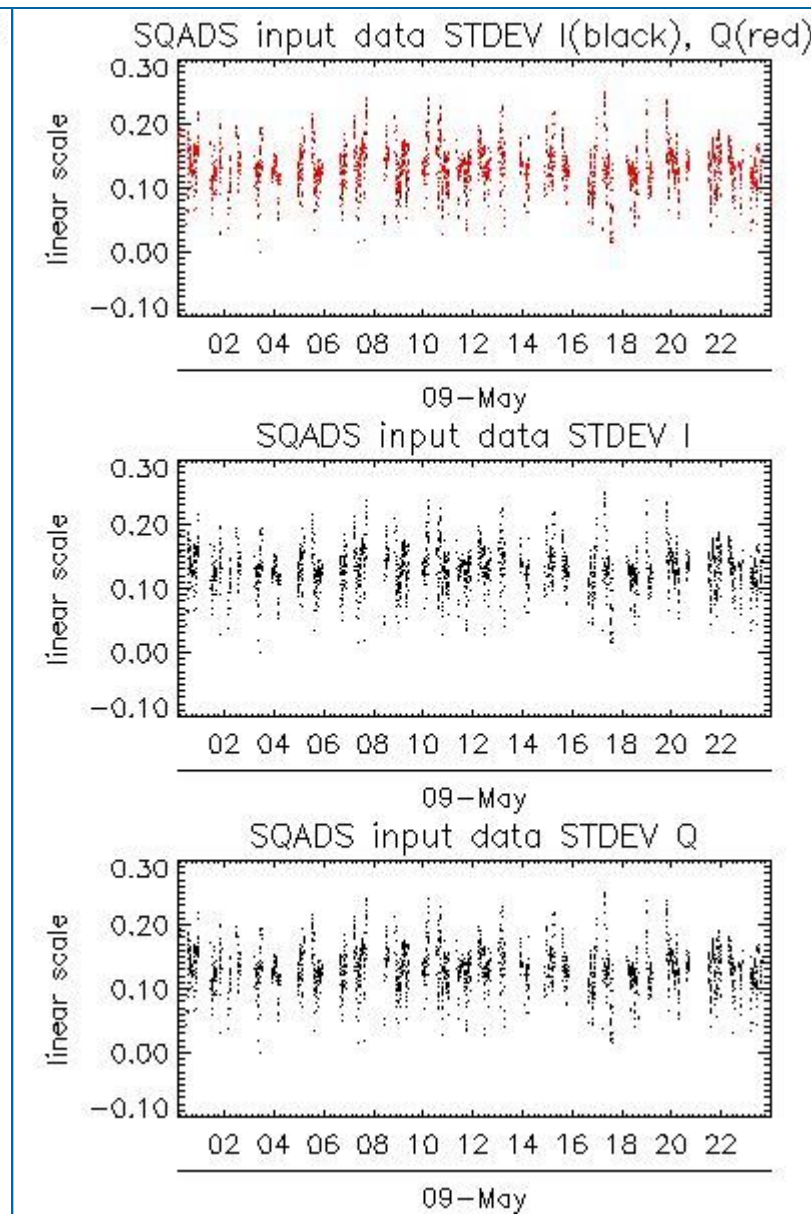 SQADS input data STDEV I(black), Q(red)
0.30
0.20
0.10
0.00
-0.10
linear scale
02 04 06 08 10 12 14 16 18 20 22
09-May
SQADS input data STDEV I
0.30
0.20
0.10
0.00
-0.10
linear scale
02 04 06 08 10 12 14 16 18 20 22
09-May
SQADS input data STDEV Q
0.30
0.20
0.10
0.00
-0.10
linear scale
02 04 06 08 10 12 14 16 18 20 22
09-May